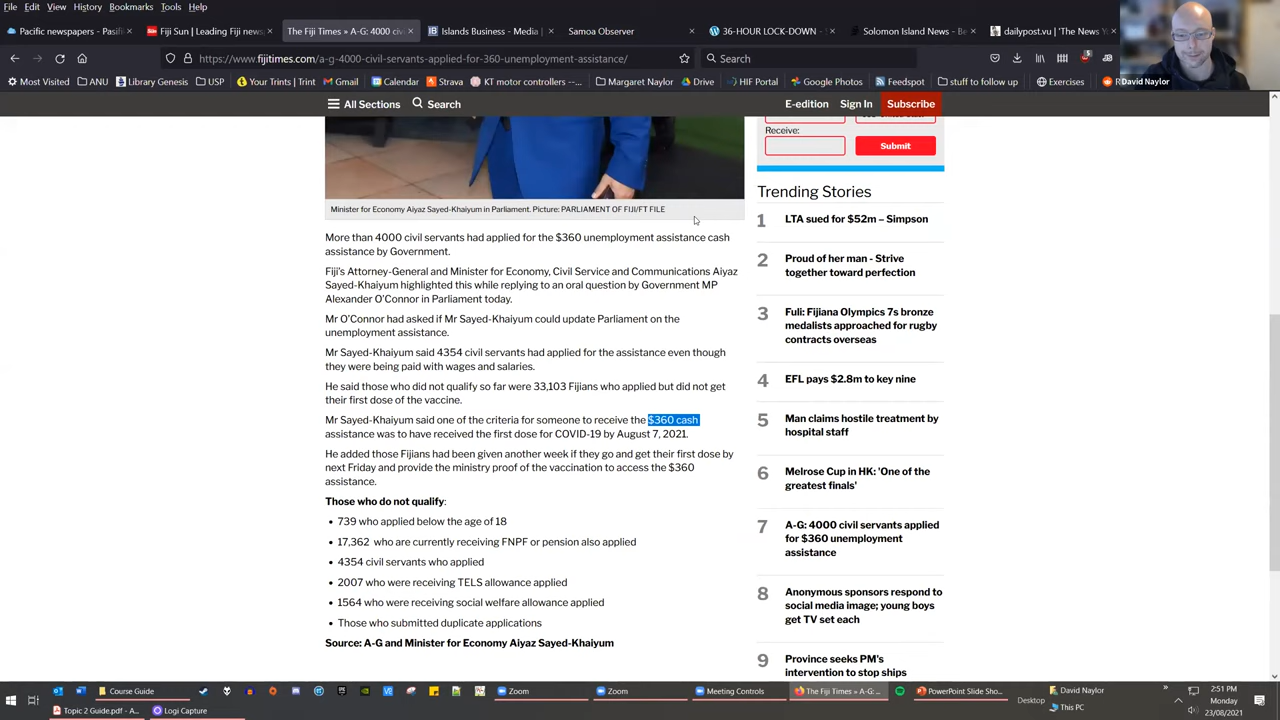 File Edit View History Bookmarks Tools Help
Pacific newspapers - Pasifi
Fiji Sun | Leading Fiji news
The Fiji Times » A-G: 4000 civi
Islands Business - Media |
Samoa Observer
36-HOUR LOCK-DOWN -
Solomon Island News - Be
dailypost.vu | 'The News
https://www.fijitimes.com/a-g-4000-civil-servants-applied-for-360-unemployment-assistance/
Search
Most Visited ANU Library Genesis USP Your Trints | Trint Gmail Calendar Strava KT motor controllers -... Margaret Naylor Drive HIF Portal Google Photos Feedspot stuff to follow up Exercises
David Naylor
All Sections Search E-edition Sign In Subscribe
Receive:
Submit
Minister for Economy Aiyaz Sayed-Khaiyum in Parliament. Picture: PARLIAMENT OF FIJI/FT FILE
More than 4000 civil servants had applied for the $360 unemployment assistance cash
assistance by Government.
Fiji's Attorney-General and Minister for Economy, Civil Service and Communications Aiyaz
Sayed-Khaiyum highlighted this while replying to an oral question by Government MP
Alexander O'Connor in Parliament today.
Mr O'Connor had asked if Mr Sayed-Khaiyum could update Parliament on the
unemployment assistance.
Mr Sayed-Khaiyum said 4354 civil servants had applied for the assistance even though
they were being paid with wages and salaries.
He said those who did not qualify so far were 33,103 Fijians who applied but did not get
their first dose of the vaccine.
Mr Sayed-Khaiyum said one of the criteria for someone to receive the $360 cash
assistance was to have received the first dose for COVID-19 by August 7, 2021.
He added those Fijians had been given another week if they go and get their first dose by
next Friday and provide the ministry proof of the vaccination to access the $360
assistance.
Those who do not qualify:
• 739 who applied below the age of 18
• 17,362 who are currently receiving FNPF or pension also applied
• 4354 civil servants who applied
• 2007 who were receiving TELS allowance applied
• 1564 who were receiving social welfare allowance applied
• Those who submitted duplicate applications
Source: A-G and Minister for Economy Aiyaz Sayed-Khaiyum
Trending Stories
1 LTA sued for $52m – Simpson
2 Proud of her man - Strive
together toward perfection
3 Fuli: Fijiana Olympics 7s bronze
medalists approached for rugby
contracts overseas
4 EFL pays $2.8m to key nine
5 Man claims hostile treatment by
hospital staff
6 Melrose Cup in HK: 'One of the
greatest finals'
7 A-G: 4000 civil servants applied
for $360 unemployment
assistance
8 Anonymous sponsors respond to
social media image; young boys
get TV set each
9 Province seeks PM's
intervention to stop ships
Course Guide
Zoom
Zoom
Meeting Controls
The Fiji Times » A-G: ...
PowerPoint Slide Sho...
Desktop
David Naylor
This PC
Topic 2 Guide.pdf - A...
Logi Capture
2:51 PM
Monday
23/08/2021